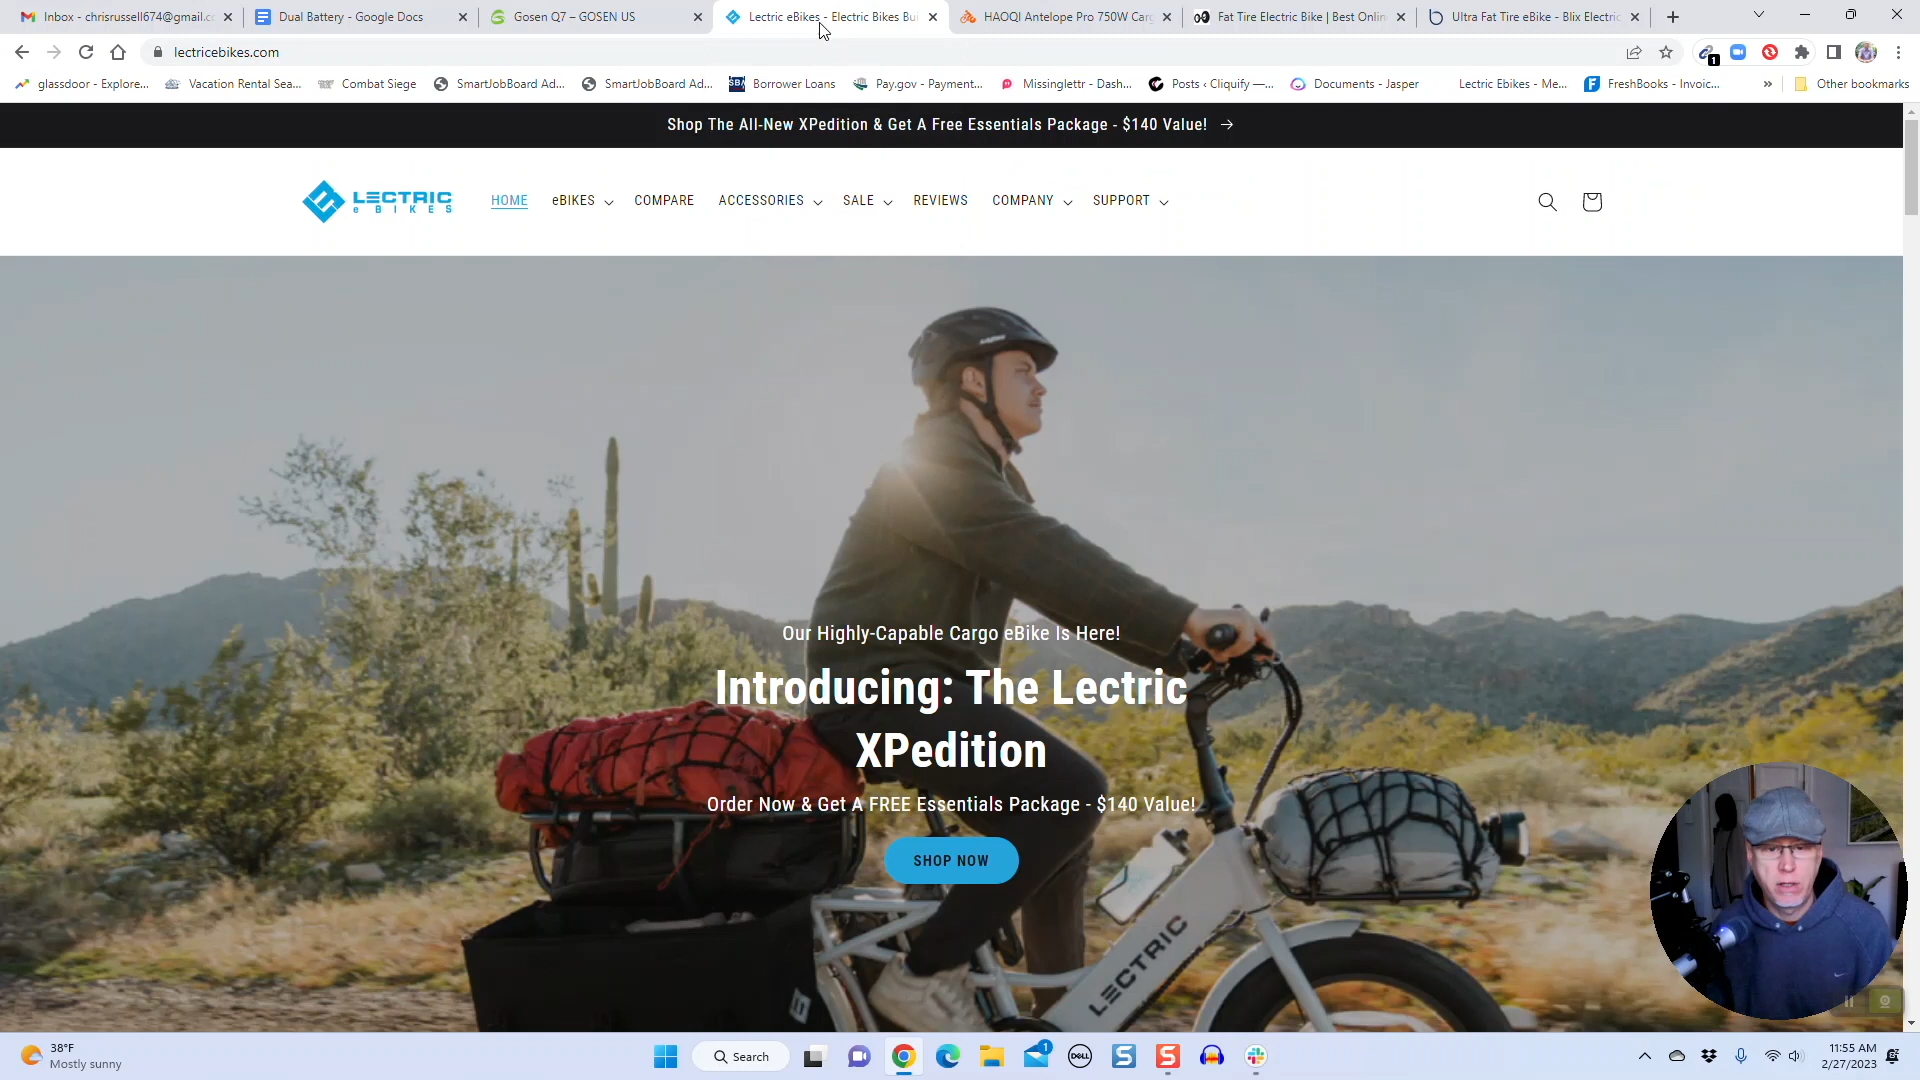 Inbox - chrisrussell674@gmail.c
Dual Battery - Google Docs
Gosen Q7 – GOSEN US
Lectric eBikes - Electric Bikes Bu
HAOQI Antelope Pro 750W Carg
Fat Tire Electric Bike | Best Onlin
Ultra Fat Tire eBike - Blix Electric
lectricebikes.com
1
glassdoor - Explore...
Vacation Rental Sea...
Combat Siege
SmartJobBoard Ad...
SmartJobBoard Ad...
SBA
Borrower Loans
Pay.gov - Payment...
Missinglettr - Dash...
Posts ‹ Cliquify —...
Documents - Jasper
Lectric Ebikes - Me...
F
FreshBooks - Invoic...
»
Other bookmarks
Shop The All-New XPedition & Get A Free Essentials Package - $140 Value! →
LECTRIC
eBIKES
HOME
eBIKES
COMPARE
ACCESSORIES
SALE
REVIEWS
COMPANY
SUPPORT
Our Highly-Capable Cargo eBike Is Here!
Introducing: The Lectric
XPedition
Order Now & Get A FREE Essentials Package - $140 Value!
SHOP NOW
LECTRIC
38°F
Mostly sunny
Search
1
DELL
S
S
11:55 AM
2/27/2023